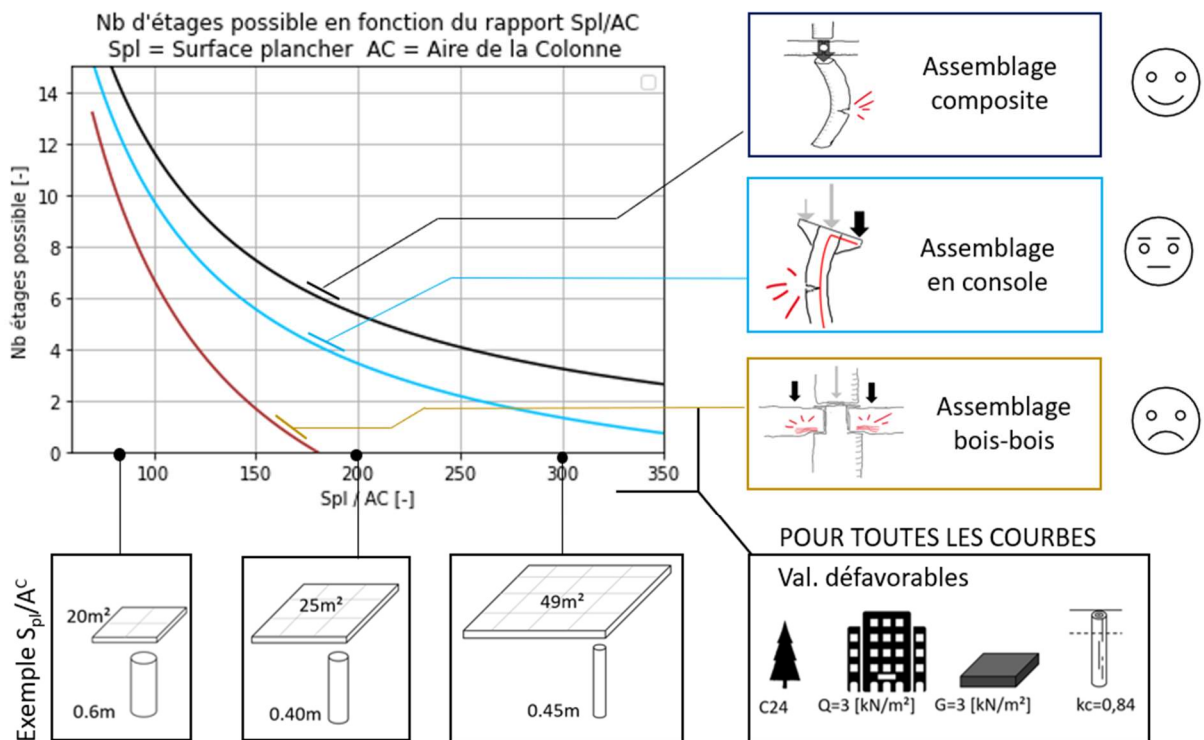 Nb d'étages possible en fonction du rapport Spl/AC
Spl = Surface plancher  AC = Aire de la Colonne
Nb étages possible [-]
14
12
10
8
6
4
2
0
100
150
200
250
300
350
Spl / AC [-]
Assemblage
composite
Assemblage
en console
Assemblage
bois-bois
Exemple Spl/Ac
20m²
0.6m
25m²
0.40m
49m²
0.45m
POUR TOUTES LES COURBES
Val. défavorables
C24
Q=3 [kN/m²]
G=3 [kN/m²]
kc=0,84